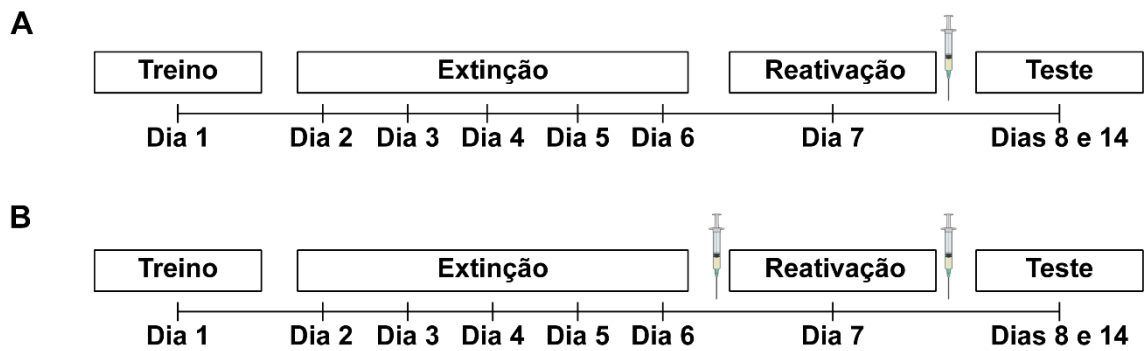 A
Treino Extinção Reativação Teste
Dia 1 Dia 2 Dia 3 Dia 4 Dia 5 Dia 6 Dia 7 Dias 8 e 14
B
Treino Extinção Reativação Teste
Dia 1 Dia 2 Dia 3 Dia 4 Dia 5 Dia 6 Dia 7 Dias 8 e 14